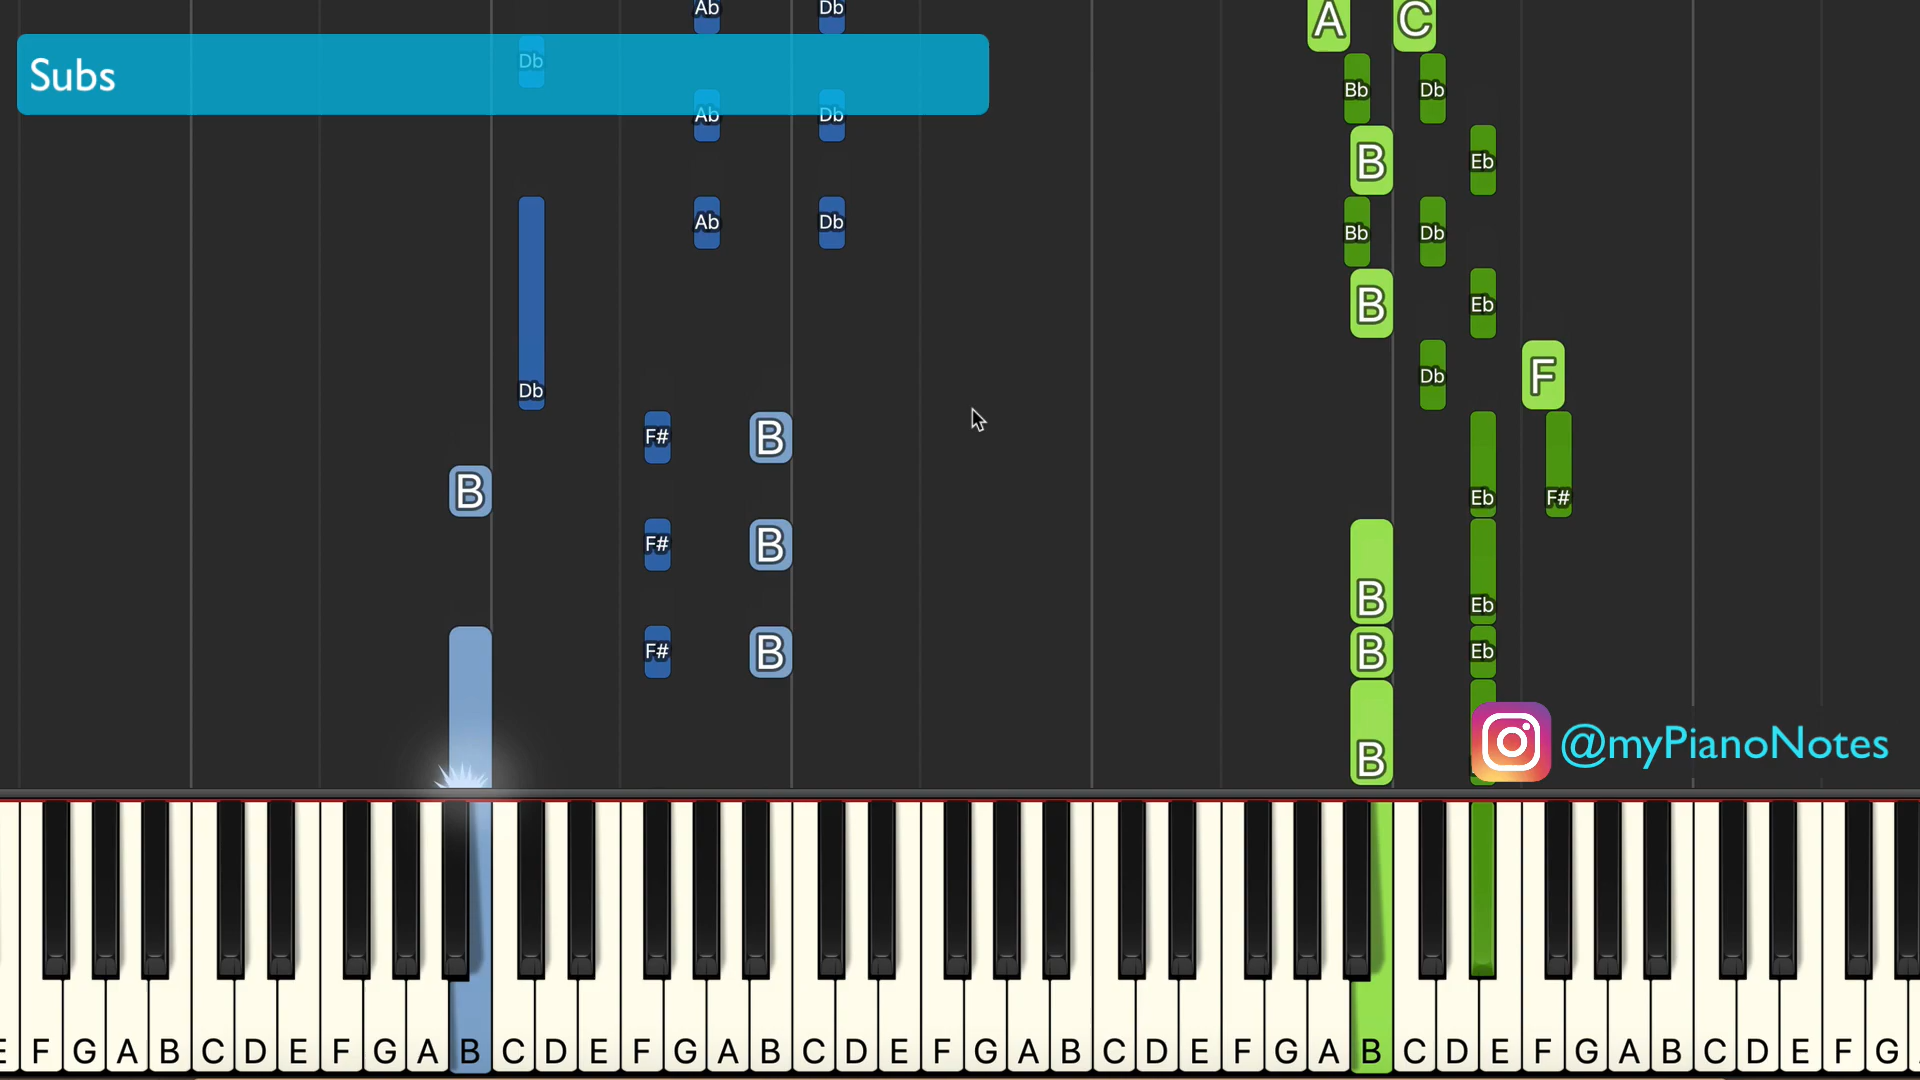 Ab Db A C
Subs
Db
Ab Db Bb Db
B Eb
Ab Db Bb Db
B Eb
Db Db F
F# B
B Eb F#
F# B
B Eb
F# B B Eb
@myPianoNotes
B
E F G A B C D E F G A B C D E F G A B C D E F G A B C D E F G A B C D E F G A B C D E F G